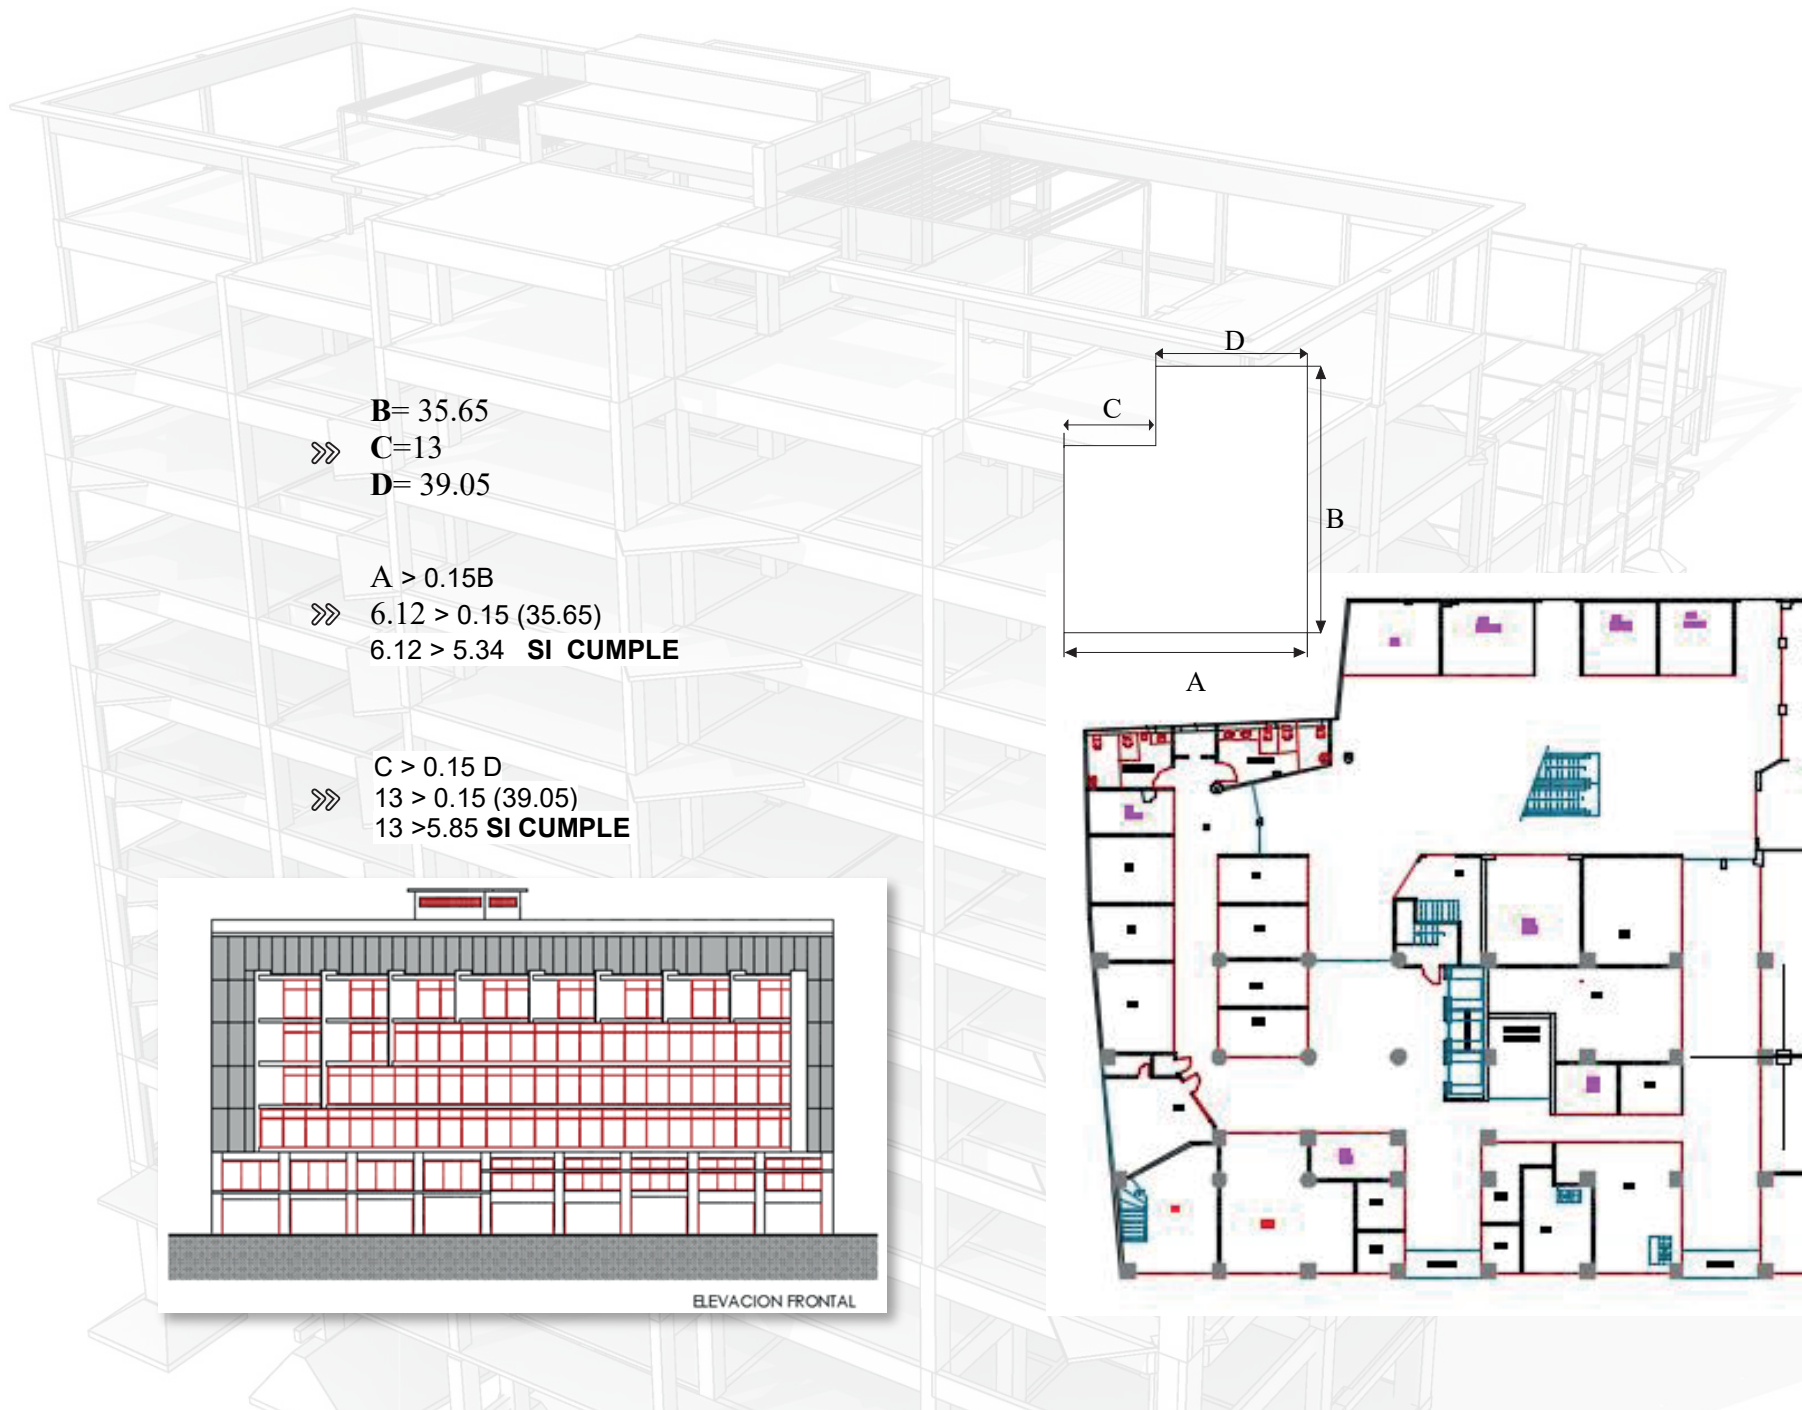 B= 35.65
C=13
D= 39.05
A > 0.15B
6.12 > 0.15 (35.65)
6.12 > 5.34 SI CUMPLE
C > 0.15 D
13 > 0.15 (39.05)
13 >5.85 SI CUMPLE
D
C
B
A
ELEVACION FRONTAL